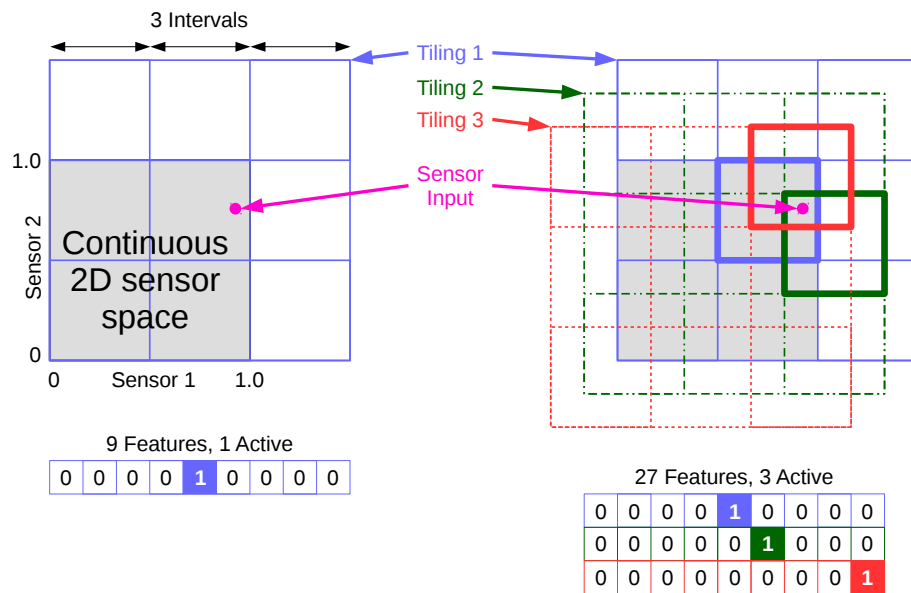 3 Intervals
Tiling 1
Tiling 2
Tiling 3
1.0
Sensor
Input
Sensor 2
Continuous
2D sensor
space
0
0 Sensor 1 1.0
9 Features, 1 Active
0 0 0 0 1 0 0 0 0
27 Features, 3 Active
0 0 0 0 1 0 0 0 0
0 0 0 0 0 1 0 0 0
0 0 0 0 0 0 0 0 1